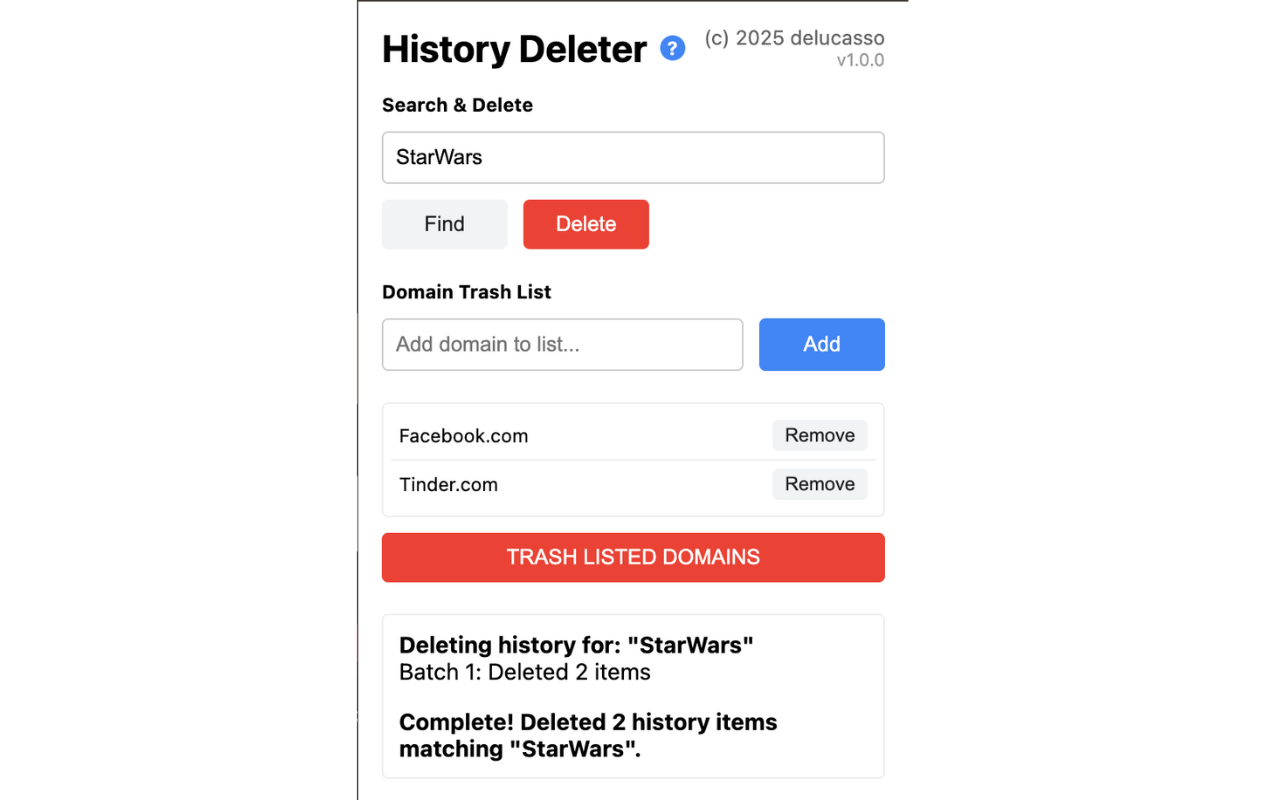 History Deleter ?
(c) 2025 delucasso
v1.0.0
Search & Delete
StarWars
Find Delete
Domain Trash List
Add domain to list... Add
Facebook.com Remove
Tinder.com Remove
TRASH LISTED DOMAINS
Deleting history for: "StarWars"
Batch 1: Deleted 2 items
Complete! Deleted 2 history items
matching "StarWars".